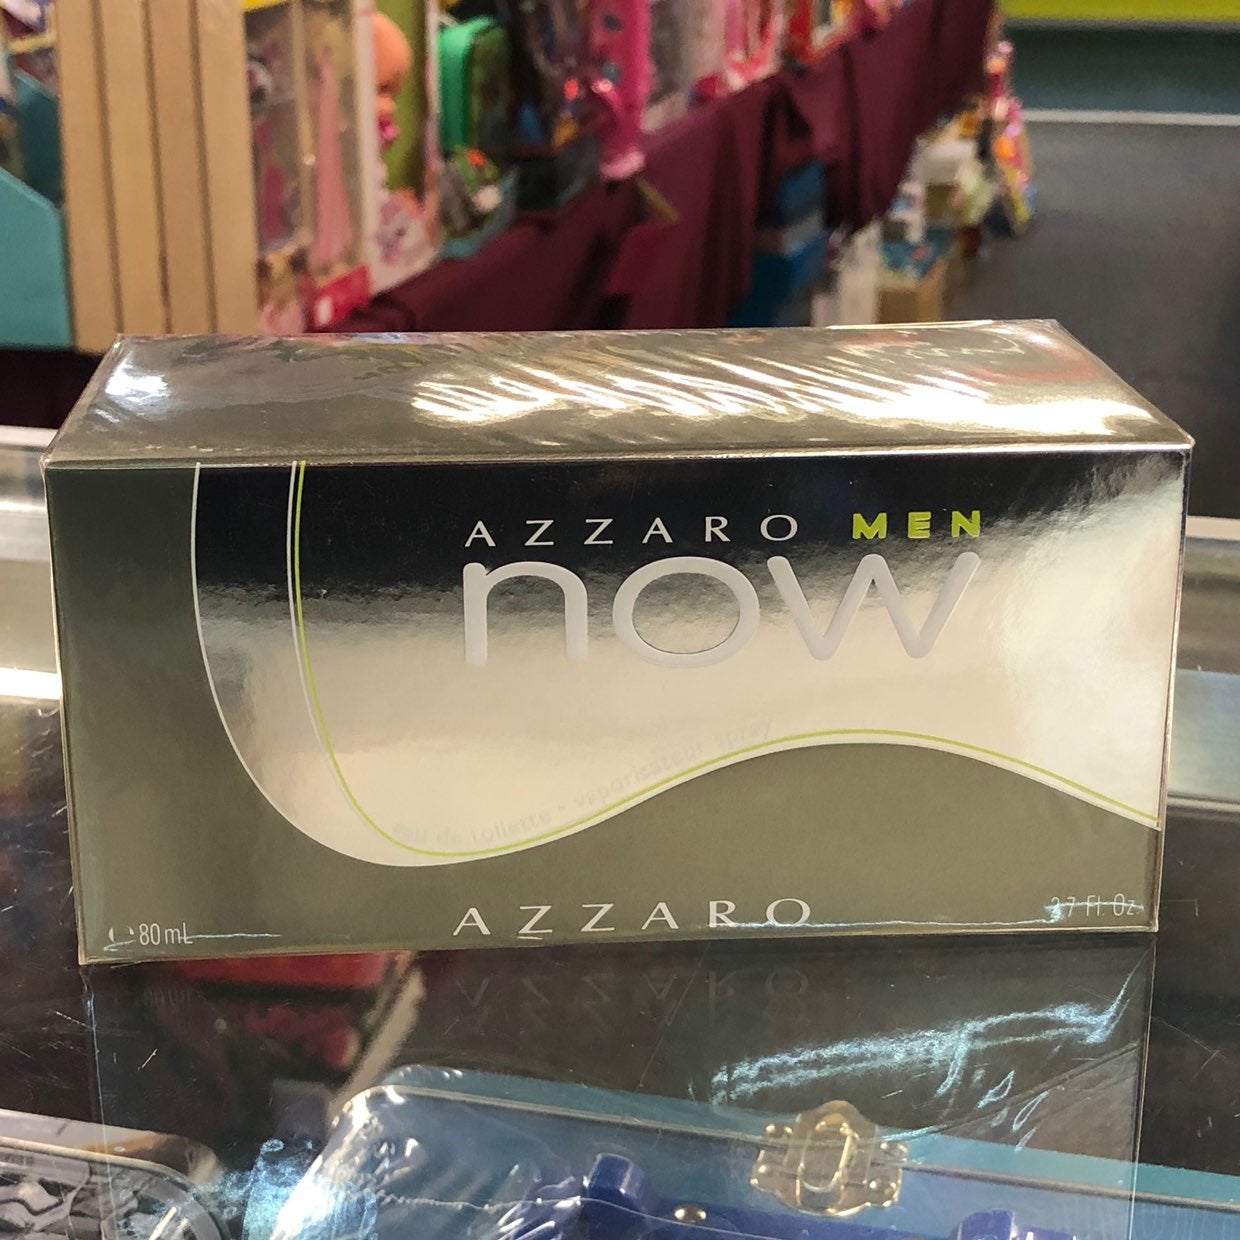 AZZARO MEN
now
eau de toilette • vaporisateur spray
AZZARO
80 mL
2.7 Fl. Oz